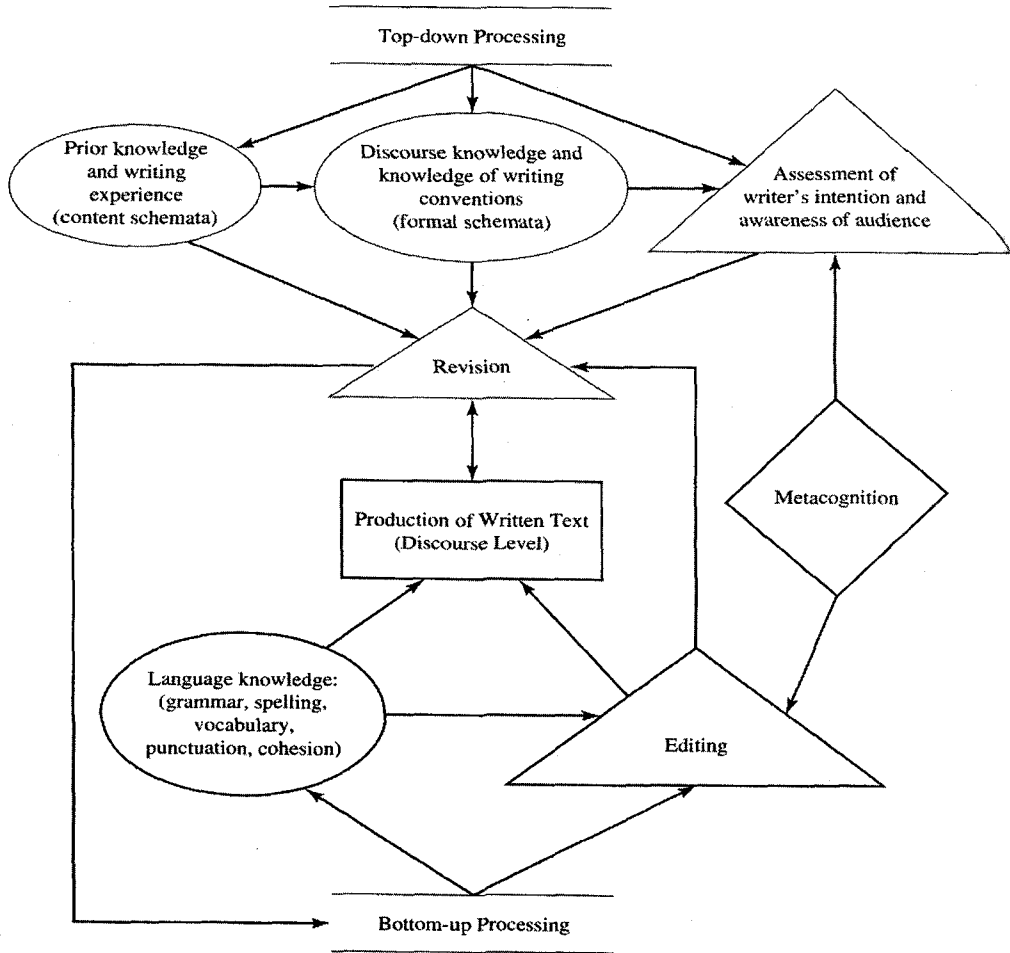 Top-down Processing
Prior knowledge
and writing
experience
(content schemata)
Discourse knowledge and
knowledge of writing
conventions
(formal schemata)
Assessment of
writer's intention and
awareness of audience
Revision
Metacognition
Production of Written Text
(Discourse Level)
Language knowledge:
(grammar, spelling,
vocabulary,
punctuation, cohesion)
Editing
Bottom-up Processing